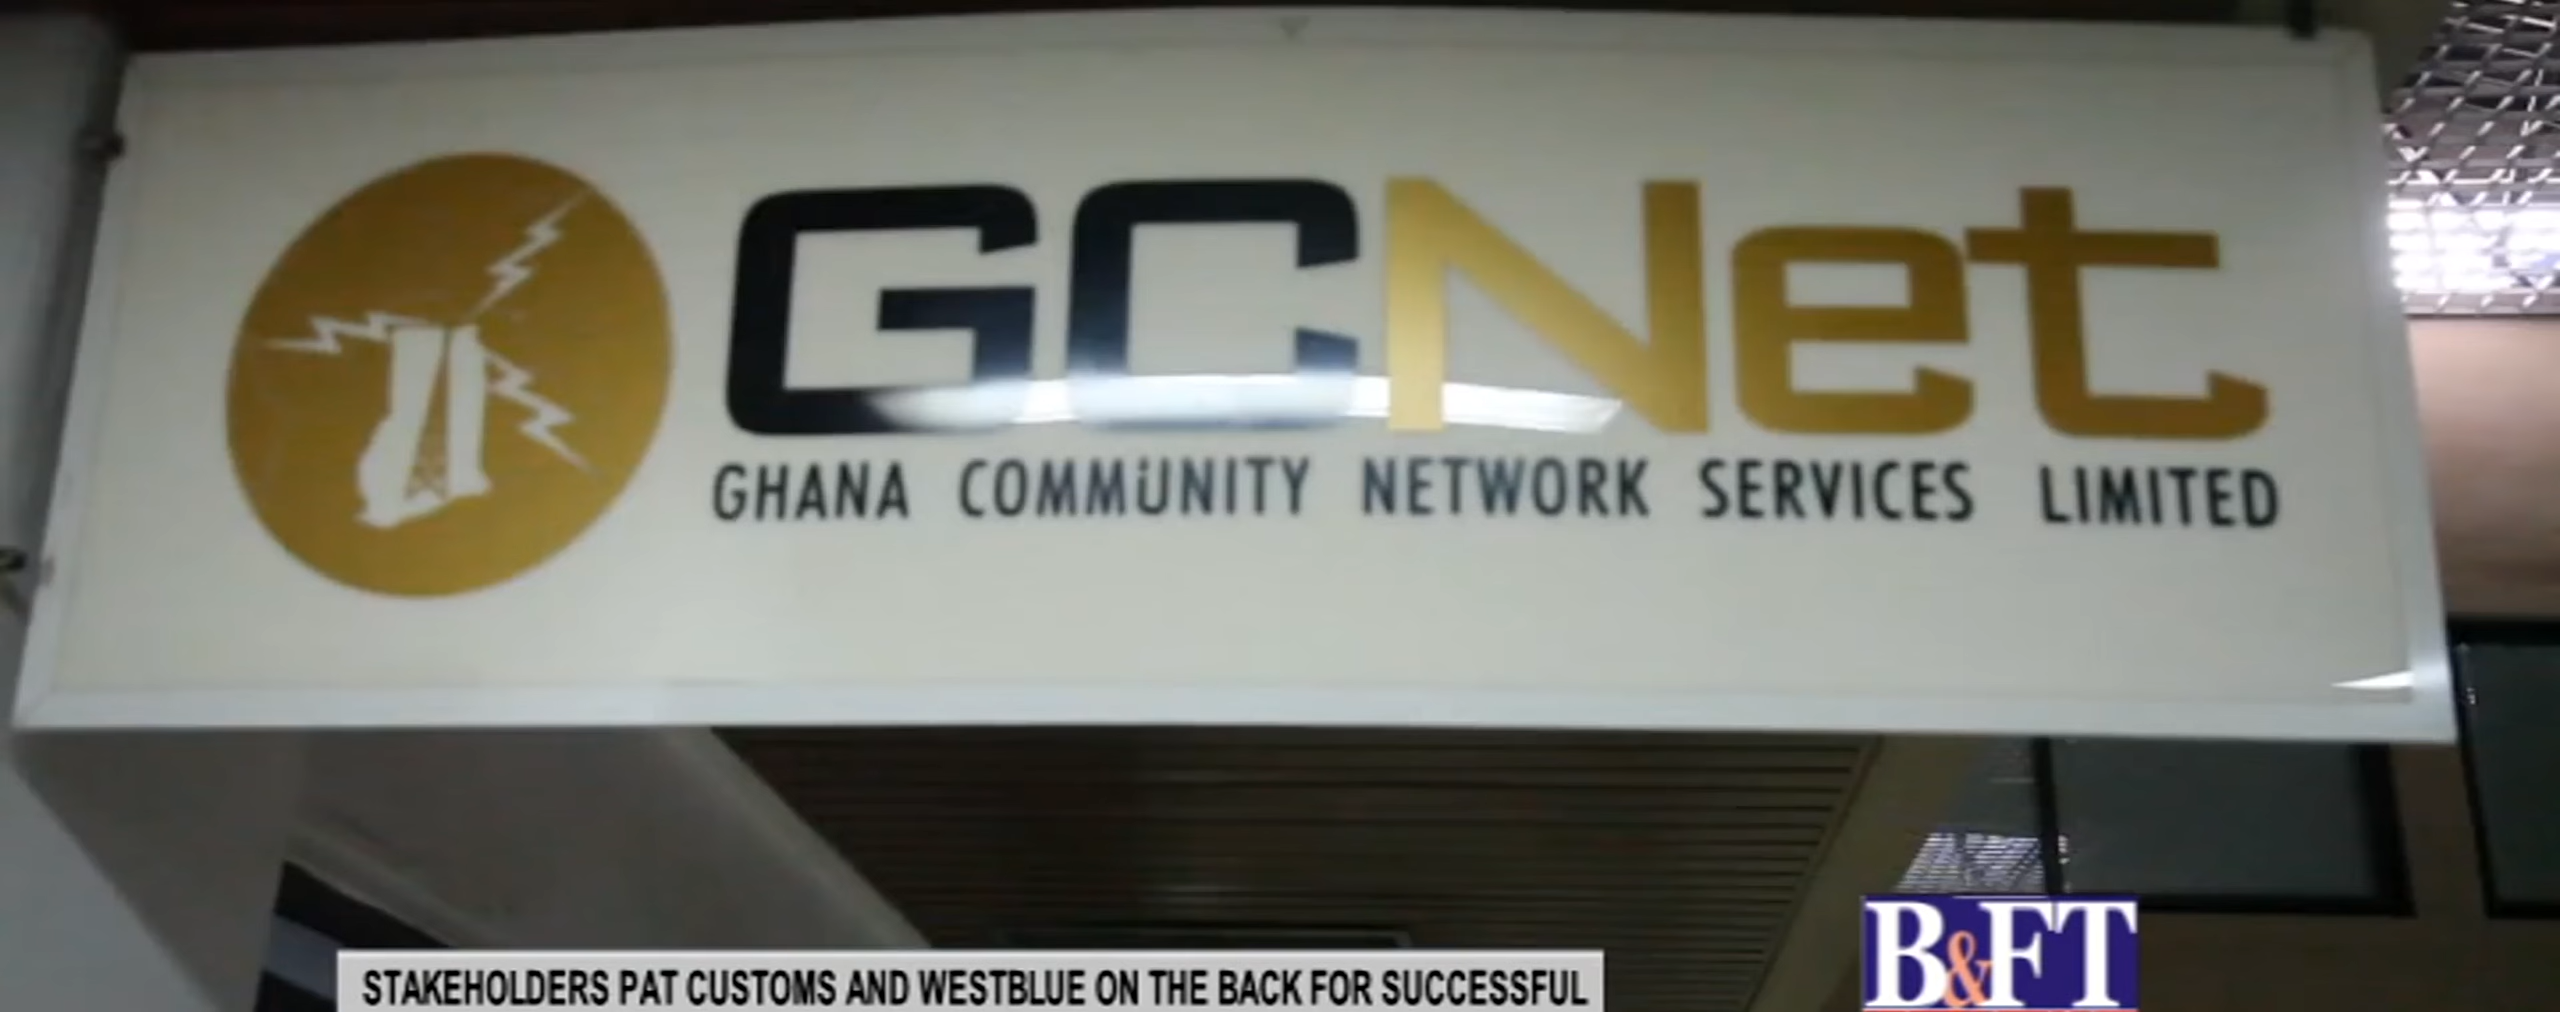 GCNet
GHANA COMMUNITY NETWORK SERVICES LIMITED
STAKEHOLDERS PAT CUSTOMS AND WESTBLUE ON THE BACK FOR SUCCESSFUL
B&FT